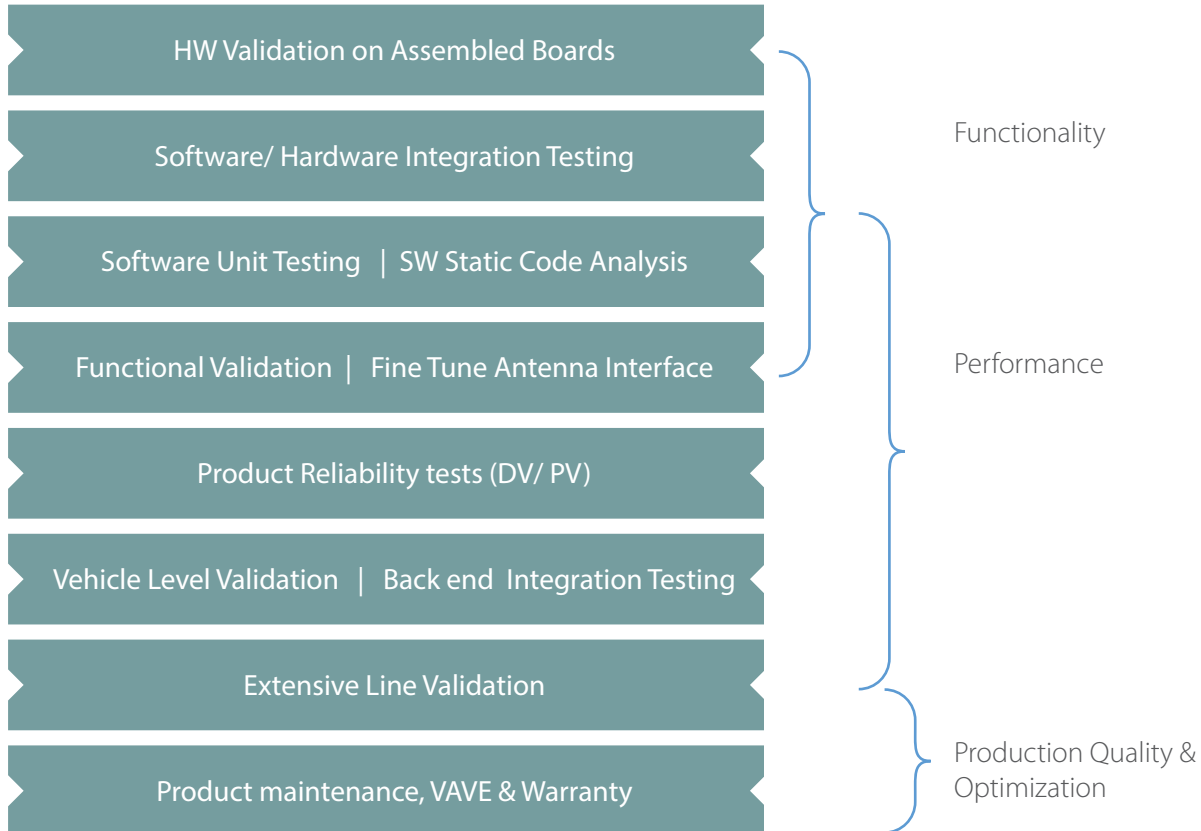 HW Validation on Assembled Boards
Functionality
Software/ Hardware Integration Testing
Software Unit Testing | SW Static Code Analysis
Functional Validation | Fine Tune Antenna Interface
Performance
Product Reliability tests (DV/ PV)
Vehicle Level Validation | Back end Integration Testing
Extensive Line Validation
Production Quality &
Optimization
Product maintenance, VAVE & Warranty